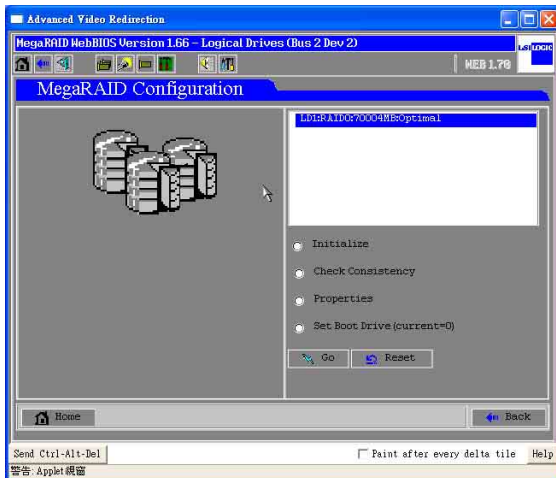 Advanced Video Redirection
MegaRAID WebBIOS Version 1.66 - Logical Drives (Bus 2 Dev 2)
LSI LOGIC
WEB 1.78
MegaRAID Configuration
LD1:RAID0:70004MB:Optimal
Initialize
Check Consistency
Properties
Set Boot Drive (current=0)
Go Reset
Home Back
Send Ctrl-Alt-Del Paint after every delta tile Help
警告: Applet 視窗